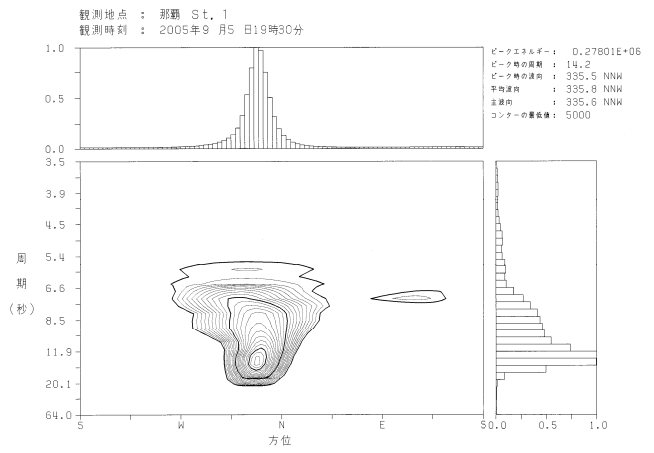 観測地点 ： 那覇 St. 1
観測時刻 ： 2005年9月5日19時30分
ピークエネルギー： 0.27801E+06
ピーク時の周期： 14.2
ピーク時の波向： 335.5 NNW
平均波向： 335.8 NNW
主波向： 335.6 NNW
コンターの最低値： 5000
1.0
0.5
0.0
3.5
3.9
4.5
5.4
6.6
8.5
11.9
20.1
64.0
周期（秒）
S W N E S
方位
0.0 0.5 1.0